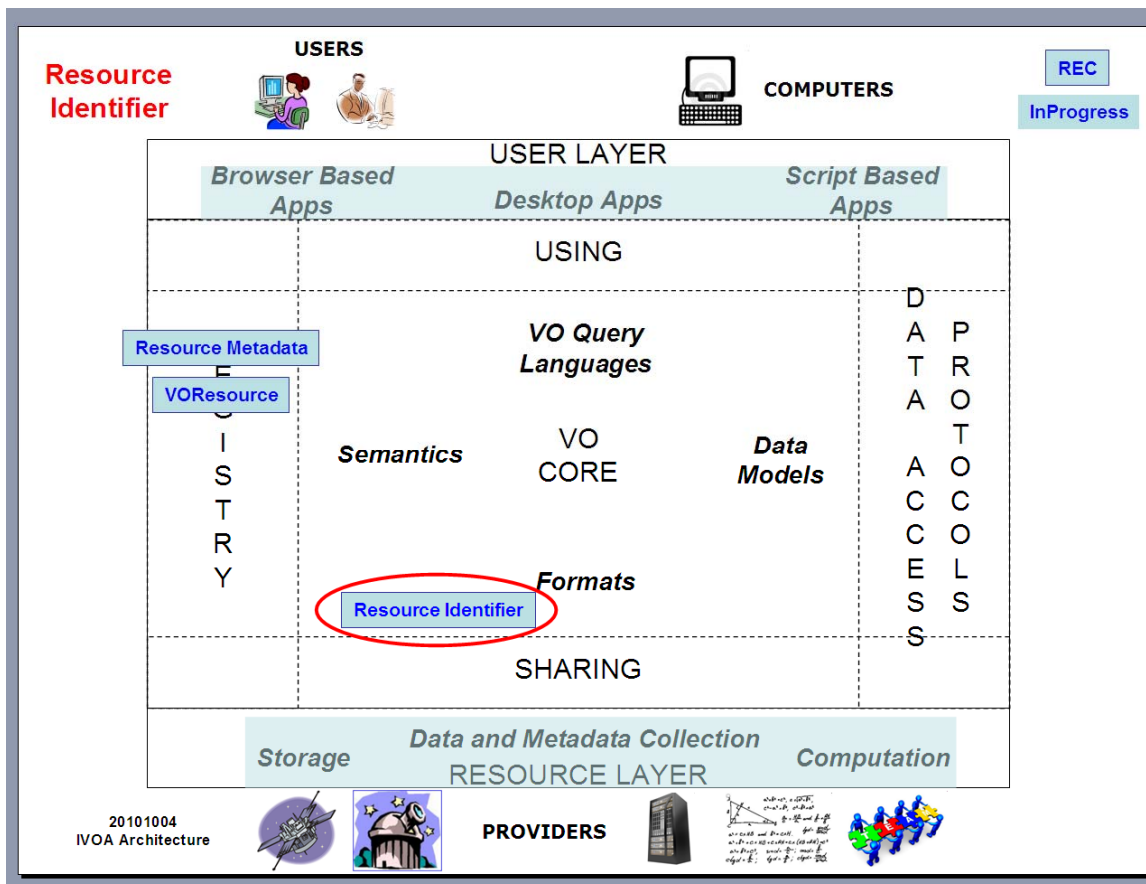 Resource
Identifier
USERS
COMPUTERS
REC
InProgress
USER LAYER
Browser Based
Apps
Desktop Apps
Script Based
Apps
USING
Resource Metadata
VOResource
E
G
I
S
T
R
Y
VO Query
Languages
Semantics
VO
CORE
Data
Models
Formats
Resource Identifier
D
A
T
A
A
C
C
E
S
S
P
R
O
T
O
C
O
L
S
SHARING
Data and Metadata Collection
Storage
Computation
RESOURCE LAYER
20101004
IVOA Architecture
PROVIDERS